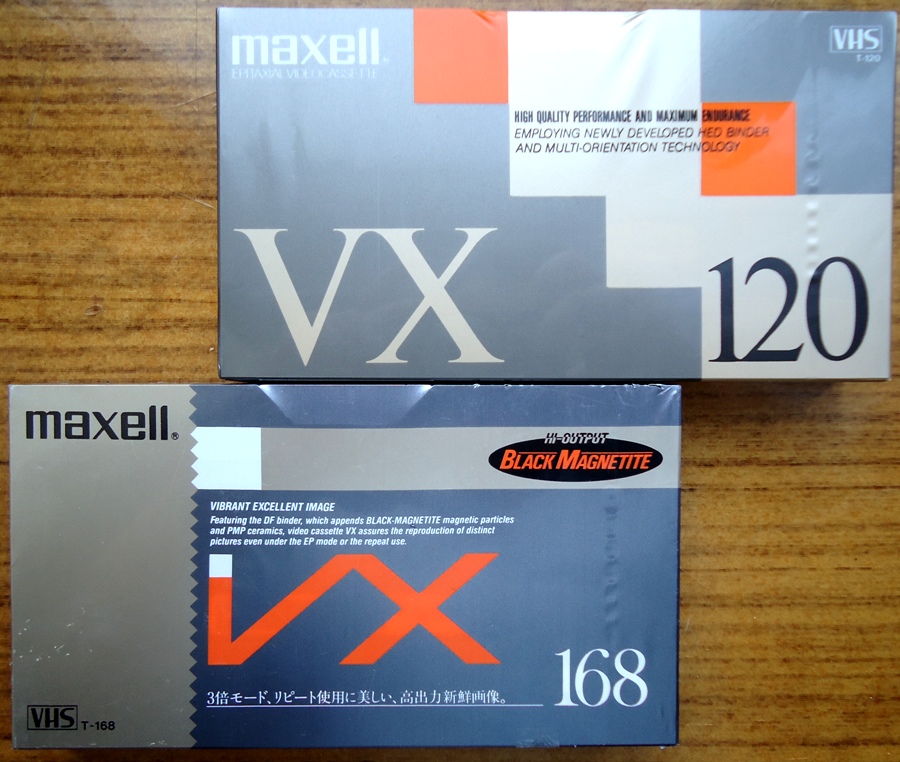 maxell®
EPITAXIAL VIDEOCASSETTE
VHS
T-120
HIGH QUALITY PERFORMANCE AND MAXIMUM ENDURANCE
EMPLOYING NEWLY DEVELOPED HED BINDER
AND MULTI-ORIENTATION TECHNOLOGY
VX
120
maxell®
HI-OUTPUT
BLACK MAGNETITE
VIBRANT EXCELLENT IMAGE
Featuring the DF binder, which appends BLACK-MAGNETITE magnetic particles
and PMP ceramics, video cassette VX assures the reproduction of distinct
pictures even under the EP mode or the repeat use.
VX
168
3倍モード、リピート使用に美しい、高出力新鮮画像。
VHS T-168